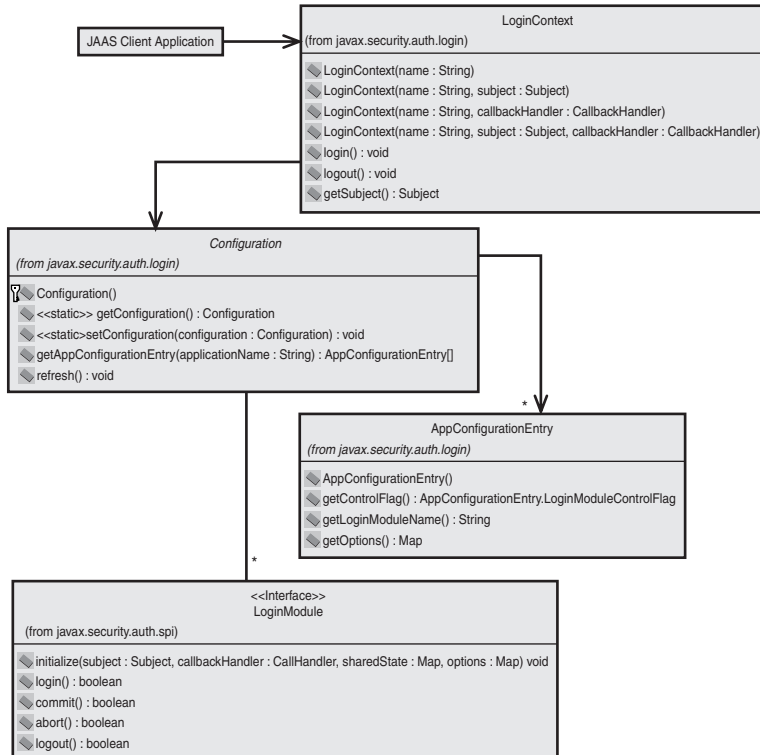 JAAS Client Application
LoginContext
(from javax.security.auth.login)
LoginContext(name : String)
LoginContext(name : String, subject : Subject)
LoginContext(name : String, callbackHandler : CallbackHandler)
LoginContext(name : String, subject : Subject, callbackHandler : CallbackHandler)
login() : void
logout() : void
getSubject() : Subject
Configuration
(from javax.security.auth.login)
Configuration()
<<static>> getConfiguration() : Configuration
<<static>setConfiguration(configuration : Configuration) : void
getAppConfigurationEntry(applicationName : String) : AppConfigurationEntry[]
refresh() : void
*
AppConfigurationEntry
(from javax.security.auth.login)
AppConfigurationEntry()
getControlFlag() : AppConfigurationEntry.LoginModuleControlFlag
getLoginModuleName() : String
getOptions() : Map
*
<<Interface>>
LoginModule
(from javax.security.auth.spi)
initialize(subject : Subject, callbackHandler : CallHandler, sharedState : Map, options : Map) void
login() : boolean
commit() : boolean
abort() : boolean
logout() : boolean